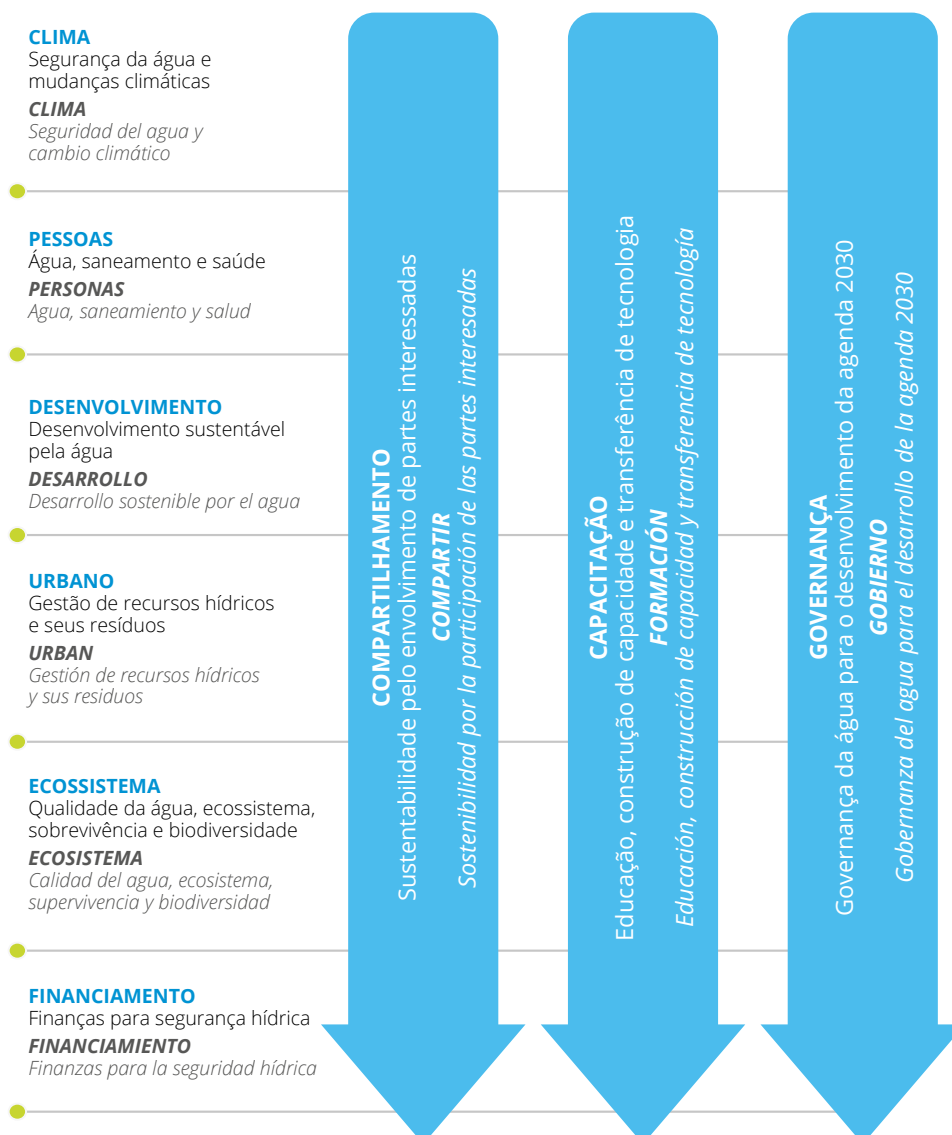 CLIMA
Segurança da água e
mudanças climáticas
CLIMA
Seguridad del agua y
cambio climático
PESSOAS
Água, saneamento e saúde
PERSONAS
Agua, saneamiento y salud
DESENVOLVIMENTO
Desenvolvimento sustentável
pela água
DESARROLLO
Desarrollo sostenible por el agua
URBANO
Gestão de recursos hídricos
e seus resíduos
URBAN
Gestión de recursos hídricos
y sus residuos
ECOSSISTEMA
Qualidade da água, ecossistema,
sobrevivência e biodiversidade
ECOSISTEMA
Calidad del agua, ecosistema,
supervivencia y biodiversidad
FINANCIAMENTO
Finanças para segurança hídrica
FINANCIAMIENTO
Finanzas para la seguridad hídrica
COMPARTILHAMENTO
Sustentabilidade pelo envolvimento de partes interessadas
COMPARTIR
Sostenibilidad por la participación de las partes interesadas
CAPACITAÇÃO
Educação, construção de capacidade e transferência de tecnologia
FORMACIÓN
Educación, construcción de capacidad y transferencia de tecnología
GOVERNANÇA
Governança da água para o desenvolvimento da agenda 2030
GOBIERNO
Gobernanza del agua para el desarrollo de la agenda 2030